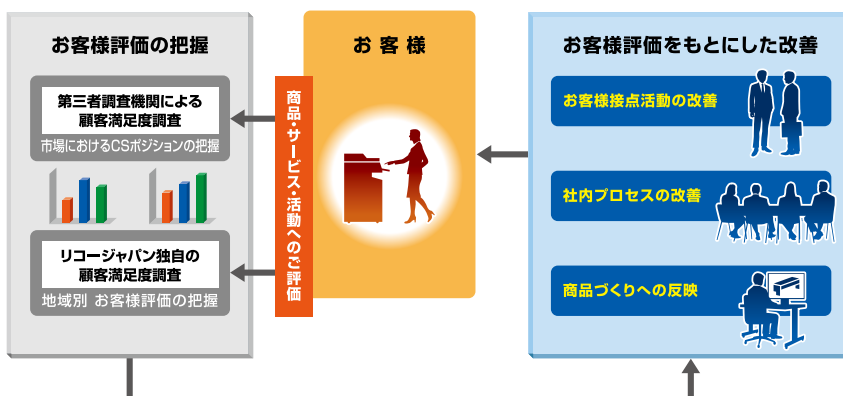 お客様評価の把握
第三者調査機関による
顧客満足度調査
市場におけるCSポジションの把握
リコージャパン独自の
顧客満足度調査
地域別 お客様評価の把握
商品・サービス・活動へのご評価
お客様
お客様評価をもとにした改善
お客様接点活動の改善
社内プロセスの改善
商品づくりへの反映